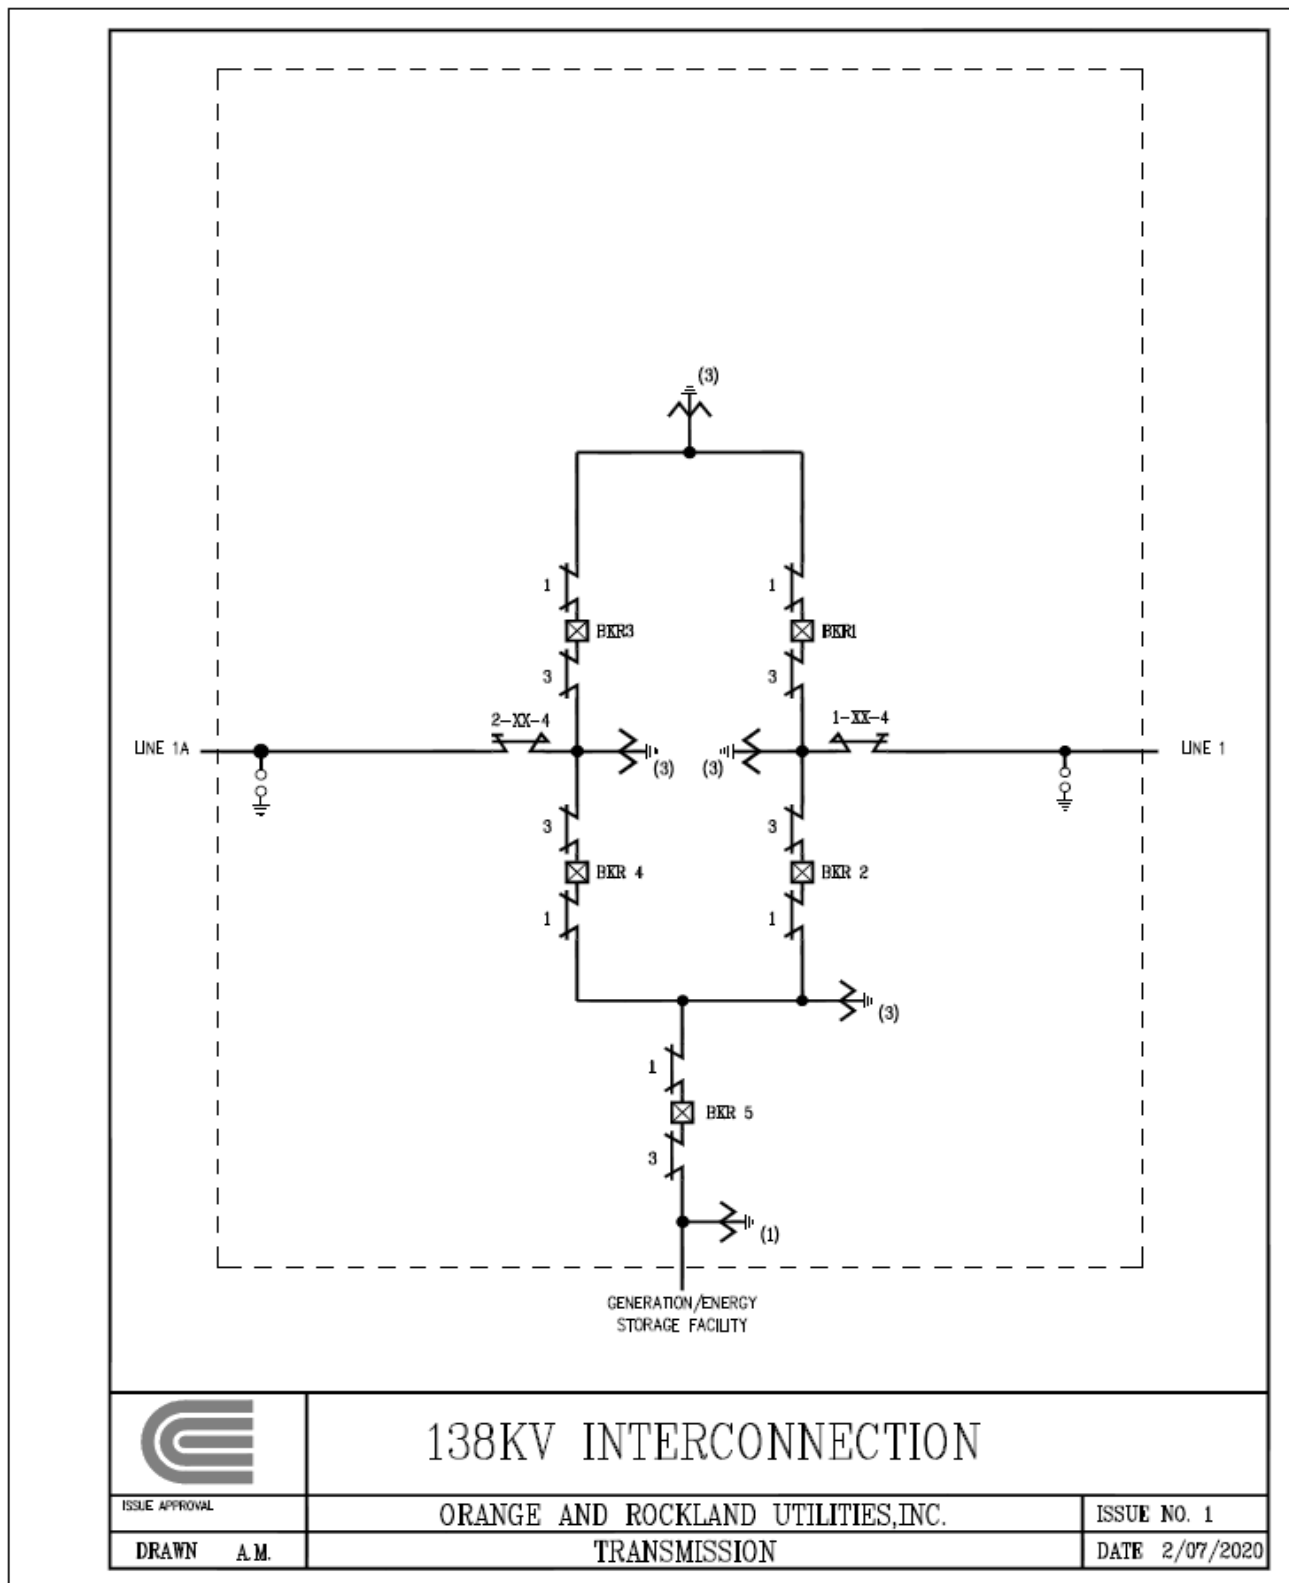 (3)
1
1
BKR3
BKR1
3
3
2-XX-4
1-XX-4
LINE 1A
LINE 1
(3)
(3)
3
3
BKR 4
BKR 2
1
1
(3)
1
BKR 5
3
(1)
GENERATION/ENERGY
STORAGE FACILITY
138KV INTERCONNECTION
ISSUE APPROVAL
ORANGE AND ROCKLAND UTILITIES,INC.
ISSUE NO. 1
DRAWN A.M.
TRANSMISSION
DATE 2/07/2020